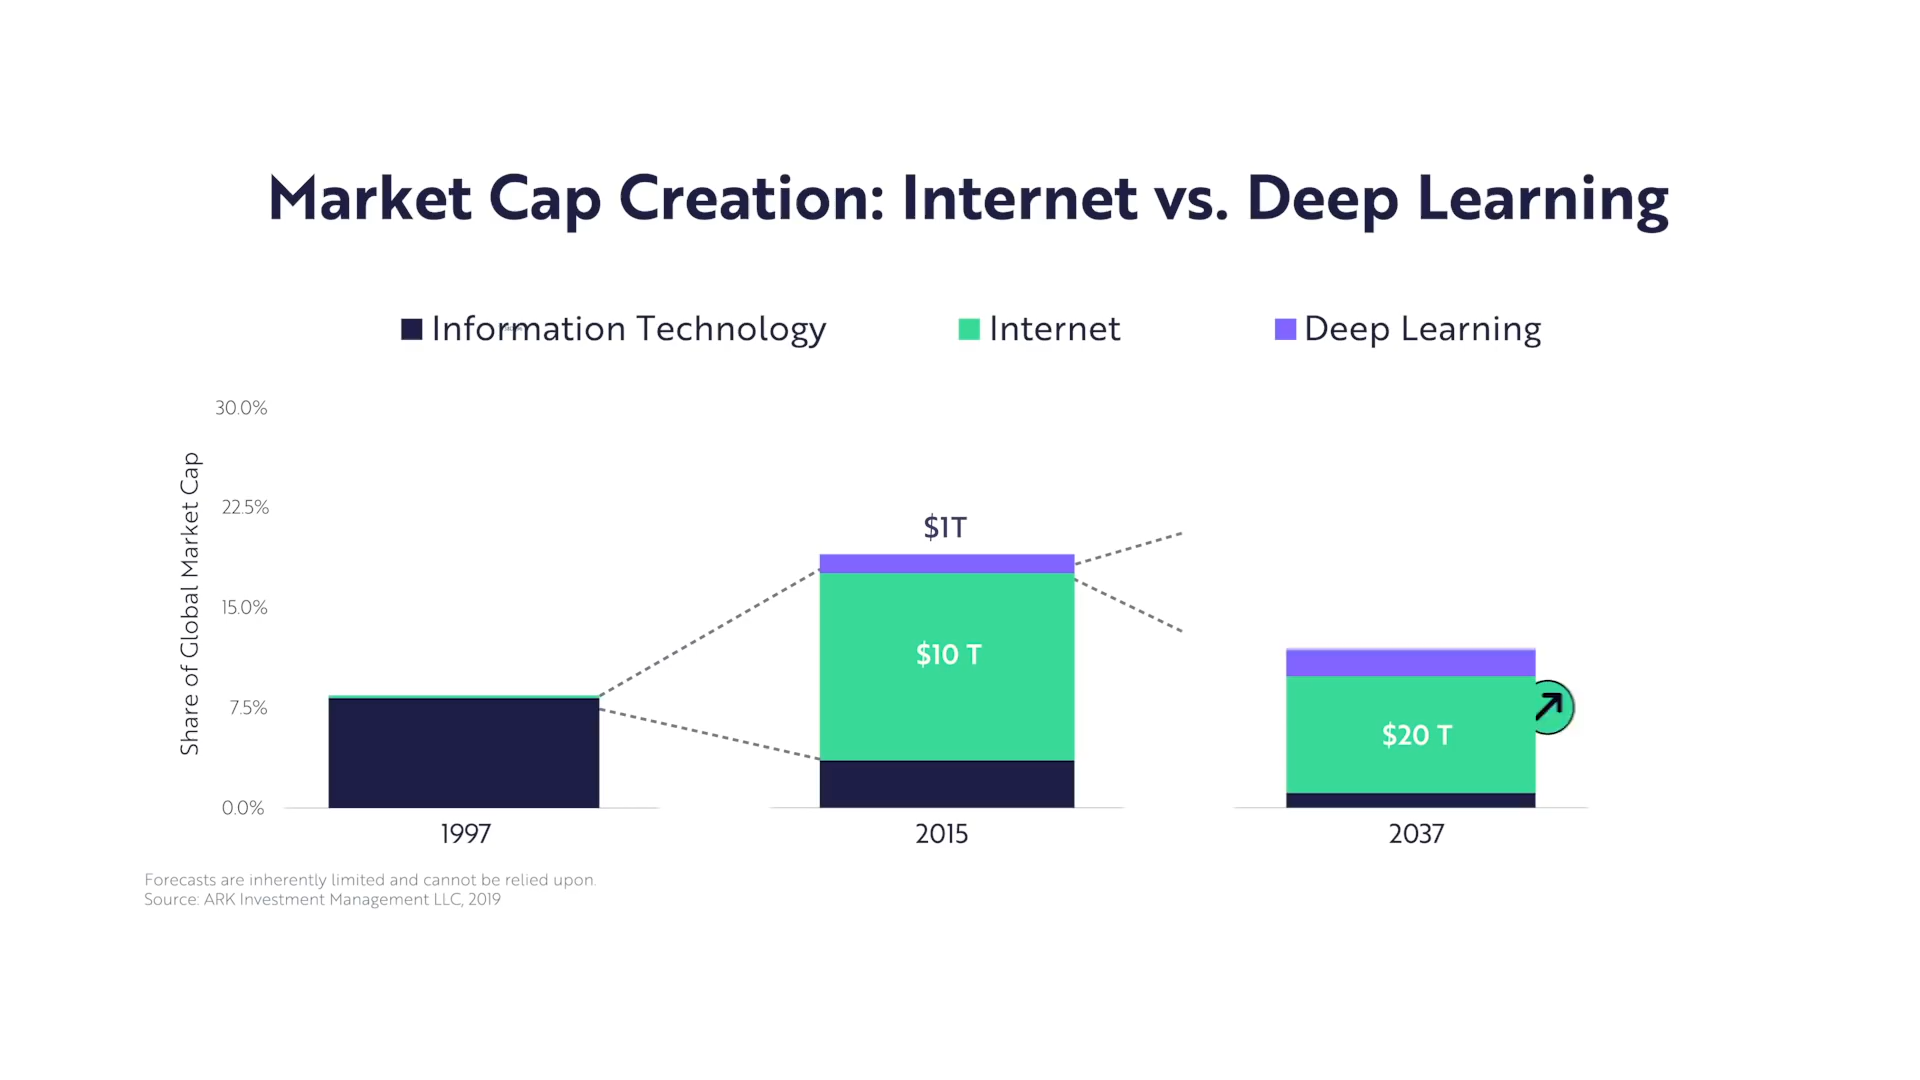 Market Cap Creation: Internet vs. Deep Learning
Information Technology
Internet
Deep Learning
Share of Global Market Cap
30.0%
22.5%
15.0%
7.5%
0.0%
$1T
$10 T
$20 T
1997
2015
2037
Forecasts are inherently limited and cannot be relied upon.
Source: ARK Investment Management LLC, 2019